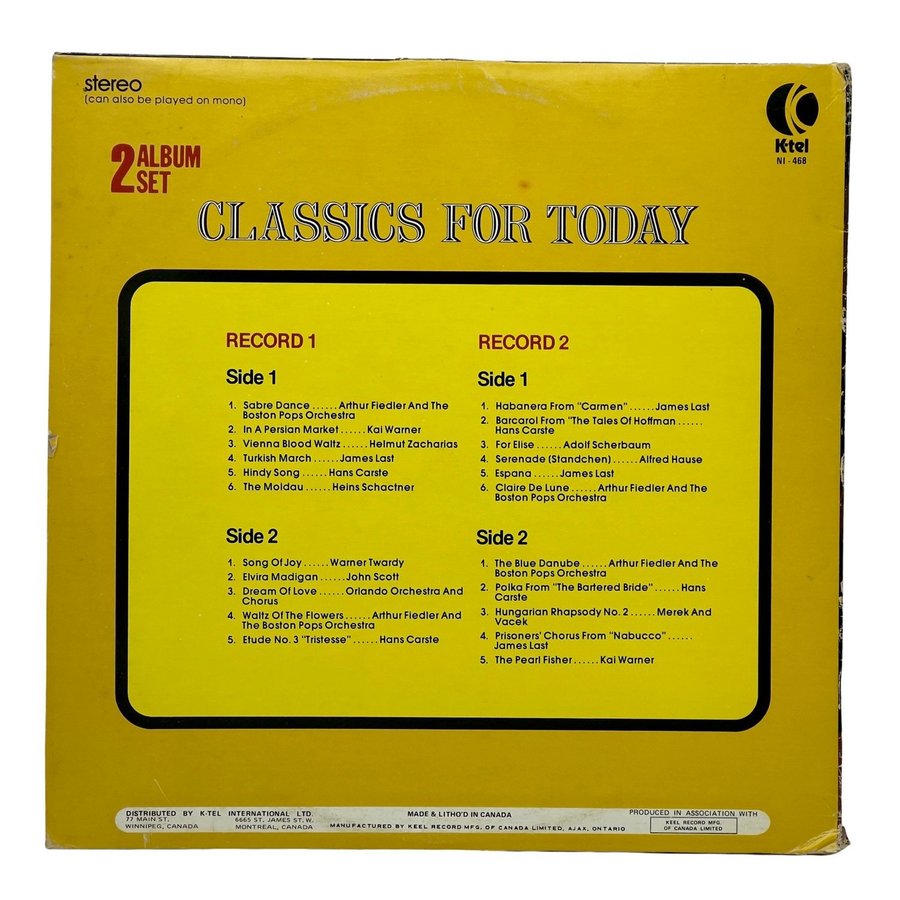 stereo
(can also be played on mono)
K-tel
NI - 468
2 ALBUM
SET
CLASSICS FOR TODAY
RECORD 1
Side 1
1. Sabre Dance ...... Arthur Fiedler And The
Boston Pops Orchestra
2. In A Persian Market ...... Kai Warner
3. Vienna Blood Waltz ...... Helmut Zacharias
4. Turkish March ...... James Last
5. Hindy Song ...... Hans Carste
6. The Moldau ...... Heins Schactner
Side 2
1. Song Of Joy ...... Warner Twardy
2. Elvira Madigan ...... John Scott
3. Dream Of Love ...... Orlando Orchestra And
Chorus
4. Waltz Of The Flowers ...... Arthur Fiedler And
The Boston Pops Orchestra
5. Etude No. 3 "Tristesse" ...... Hans Carste
RECORD 2
Side 1
1. Habanera From "Carmen" ...... James Last
2. Barcarol From "The Tales Of Hoffman ......
Hans Carste
3. For Elise ...... Adolf Scherbaum
4. Serenade (Standchen) ...... Alfred Hause
5. Espana ...... James Last
6. Claire De Lune ...... Arthur Fiedler And The
Boston Pops Orchestra
Side 2
1. The Blue Danube ...... Arthur Fiedler And The
Boston Pops Orchestra
2. Polka From "The Bartered Bride" ...... Hans
Carste
3. Hungarian Rhapsody No. 2 ...... Merek And
Vacek
4. Prisoners' Chorus From "Nabucco" ......
James Last
5. The Pearl Fisher ...... Kai Warner
DISTRIBUTED BY K-TEL INTERNATIONAL LTD.
77 MAIN ST. 6665 ST. JAMES ST. W.
WINNIPEG, CANADA MONTREAL, CANADA
MADE & LITHO'D IN CANADA
MANUFACTURED BY KEEL RECORD MFG. OF CANADA LIMITED, AJAX, ONTARIO
PRODUCED IN ASSOCIATION WITH
KEEL RECORD MFG.
OF CANADA LIMITED